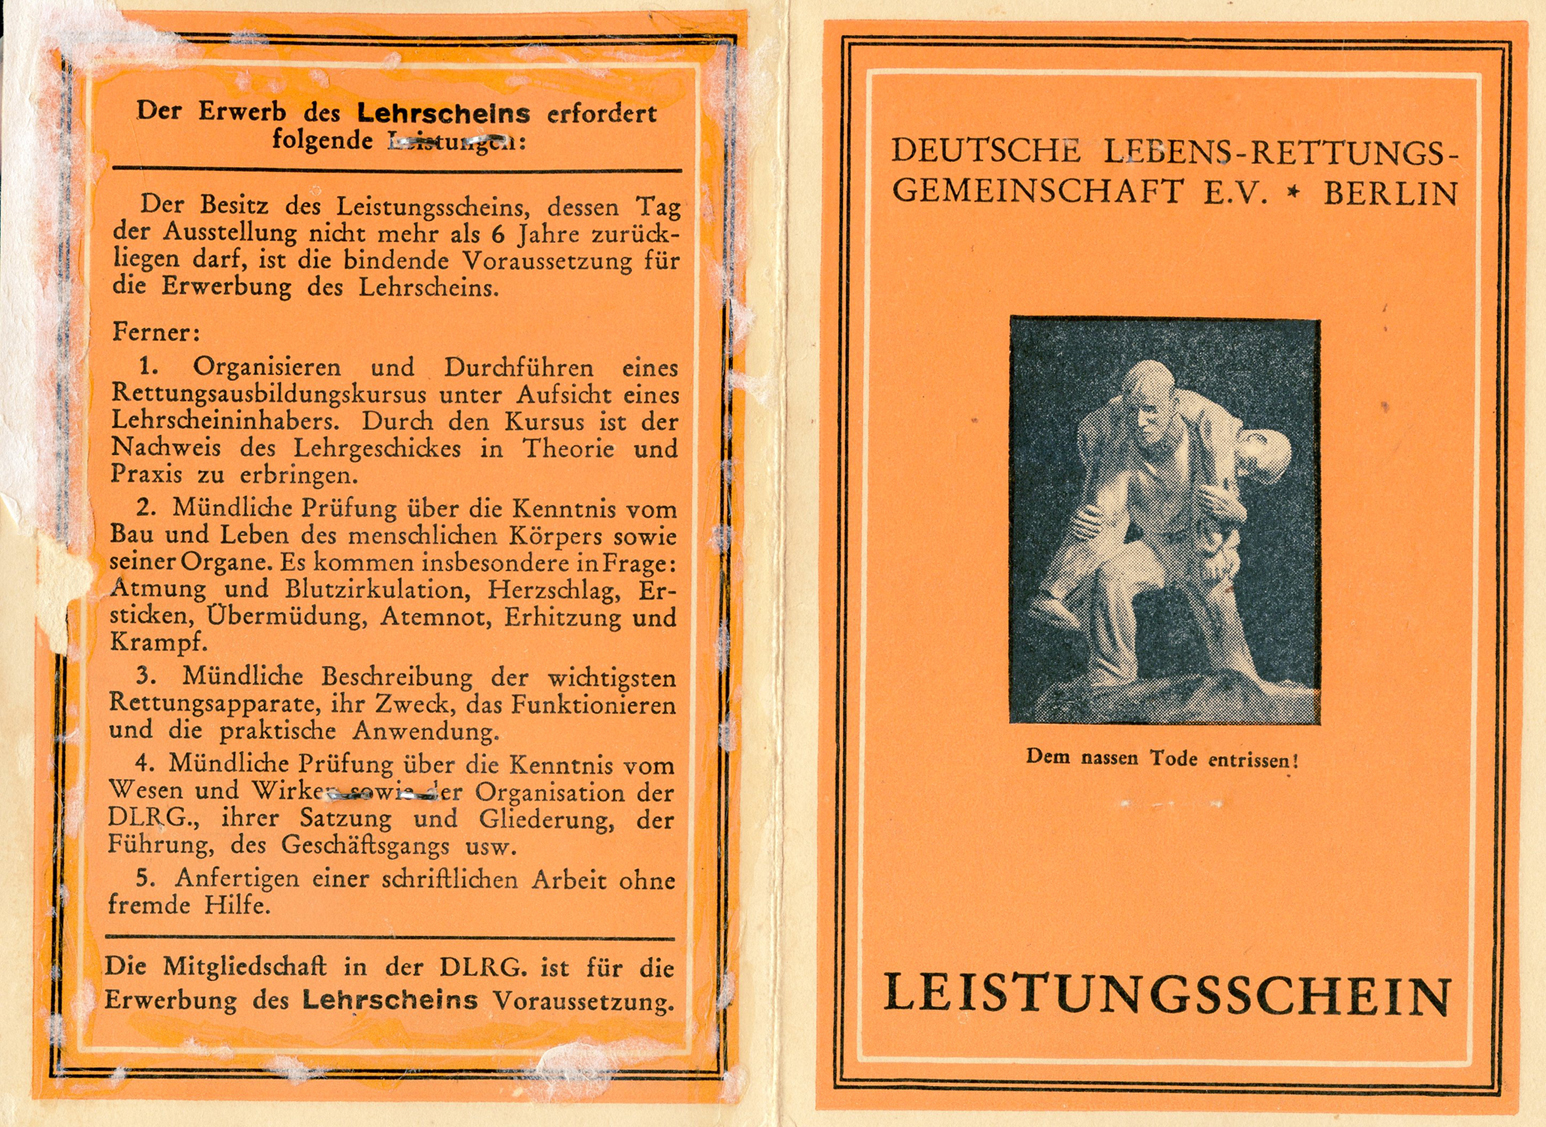 Der Erwerb des Lehrscheins erfordert
folgende Leistungen:
Der Besitz des Leistungsscheins, dessen Tag
der Ausstellung nicht mehr als 6 Jahre zurück-
liegen darf, ist die bindende Voraussetzung für
die Erwerbung des Lehrscheins.
Ferner:
1. Organisieren und Durchführen eines
Rettungsausbildungskursus unter Aufsicht eines
Lehrscheininhabers. Durch den Kursus ist der
Nachweis des Lehrgeschickes in Theorie und
Praxis zu erbringen.
2. Mündliche Prüfung über die Kenntnis vom
Bau und Leben des menschlichen Körpers sowie
seiner Organe. Es kommen insbesondere in Frage:
Atmung und Blutzirkulation, Herzschlag, Er-
sticken, Übermüdung, Atemnot, Erhitzung und
Krampf.
3. Mündliche Beschreibung der wichtigsten
Rettungsapparate, ihr Zweck, das Funktionieren
und die praktische Anwendung.
4. Mündliche Prüfung über die Kenntnis vom
Wesen und Wirken sowie der Organisation der
DLRG., ihrer Satzung und Gliederung, der
Führung, des Geschäftsgangs usw.
5. Anfertigen einer schriftlichen Arbeit ohne
fremde Hilfe.
Die Mitgliedschaft in der DLRG. ist für die
Erwerbung des Lehrscheins Voraussetzung.
DEUTSCHE LEBENS-RETTUNGS-
GEMEINSCHAFT E.V. * BERLIN
Dem nassen Tode entrissen!
LEISTUNGSSCHEIN